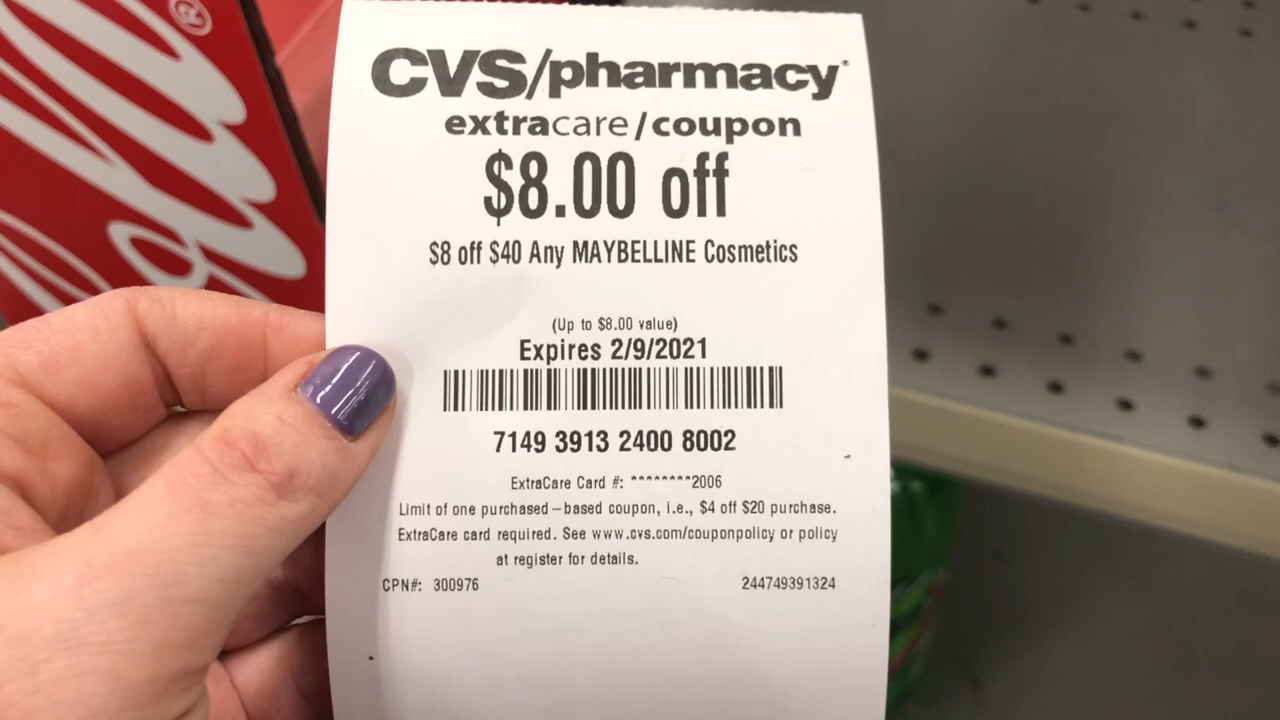 CVS/pharmacy®
extracare/coupon
$8.00 off
$8 off $40 Any MAYBELLINE Cosmetics
(Up to $8.00 value)
Expires 2/9/2021
7149 3913 2400 8002
ExtraCare Card #: ********2006
Limit of one purchased-based coupon, i.e., $4 off $20 purchase.
ExtraCare card required. See www.cvs.com/couponpolicy or policy
at register for details.
CPN#: 300976 244749391324